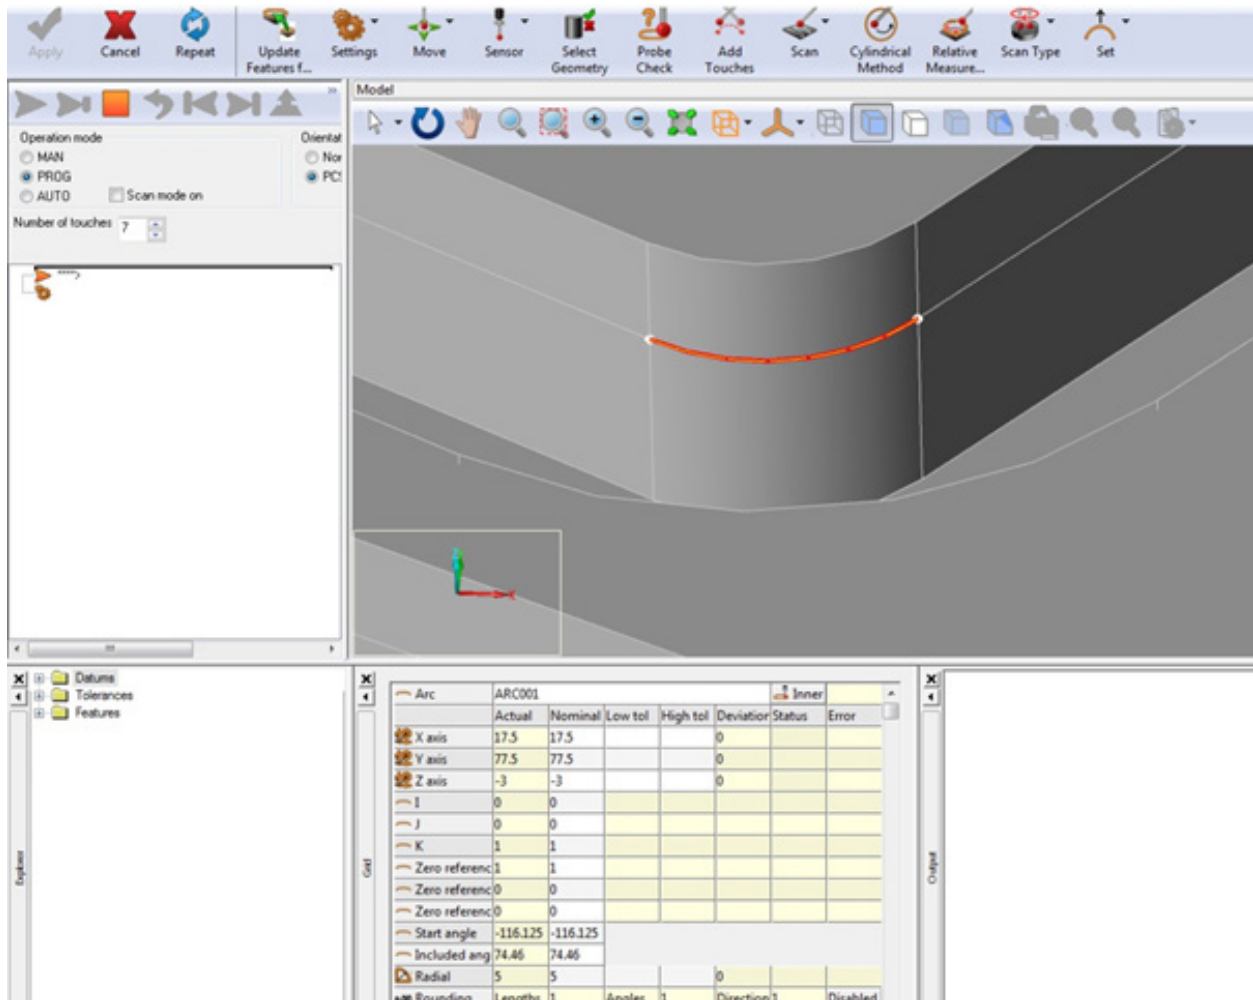 Apply Cancel Repeat Update Settings Move Sensor Select Probe Add Scan Cylindrical Relative Scan Type Set
Features f... Geometry Check Touches Method Measure...
Model
Operation mode Orientat
MAN Nor
PROG PC
AUTO Scan mode on
Number of touches 7
Datums
Tolerances
Features
Explorer
Grid
Arc ARC001 Inner
Actual Nominal Low tol High tol Deviation Status Error
X axis 17.5 17.5 0
Y axis 77.5 77.5 0
Z axis -3 -3 0
I 0 0
J 0 0
K 1 1
Zero referenc 1 1
Zero referenc 0 0
Zero referenc 0 0
Start angle -116.125 -116.125
Included ang 74.46 74.46
Radial 5 5 0
Rounding Lengths 1 Angles 1 Direction 1 Disabled
Output